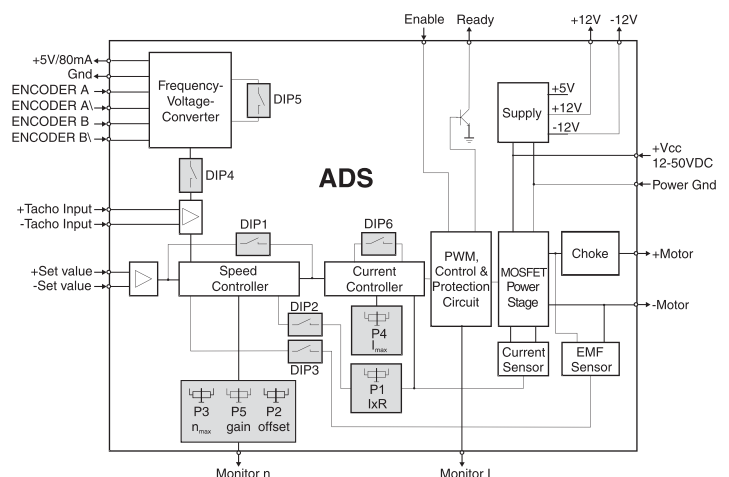 Enable Ready +12V -12V
+5V/80mA
Gnd
ENCODER A
ENCODER A\
ENCODER B
ENCODER B\
Frequency-
Voltage-
Converter
DIP5
Supply
+5V
+12V
-12V
+Vcc
12-50VDC
Power Gnd
DIP4
ADS
+Tacho Input
-Tacho Input
DIP1
DIP6
+Set value
-Set value
Speed
Controller
Current
Controller
PWM,
Control &
Protection
Circuit
MOSFET
Power
Stage
Choke
+Motor
-Motor
DIP2
DIP3
P4
Imax
P1
IxR
Current
Sensor
EMF
Sensor
P3 P5 P2
nmax gain offset
Monitor n Monitor I